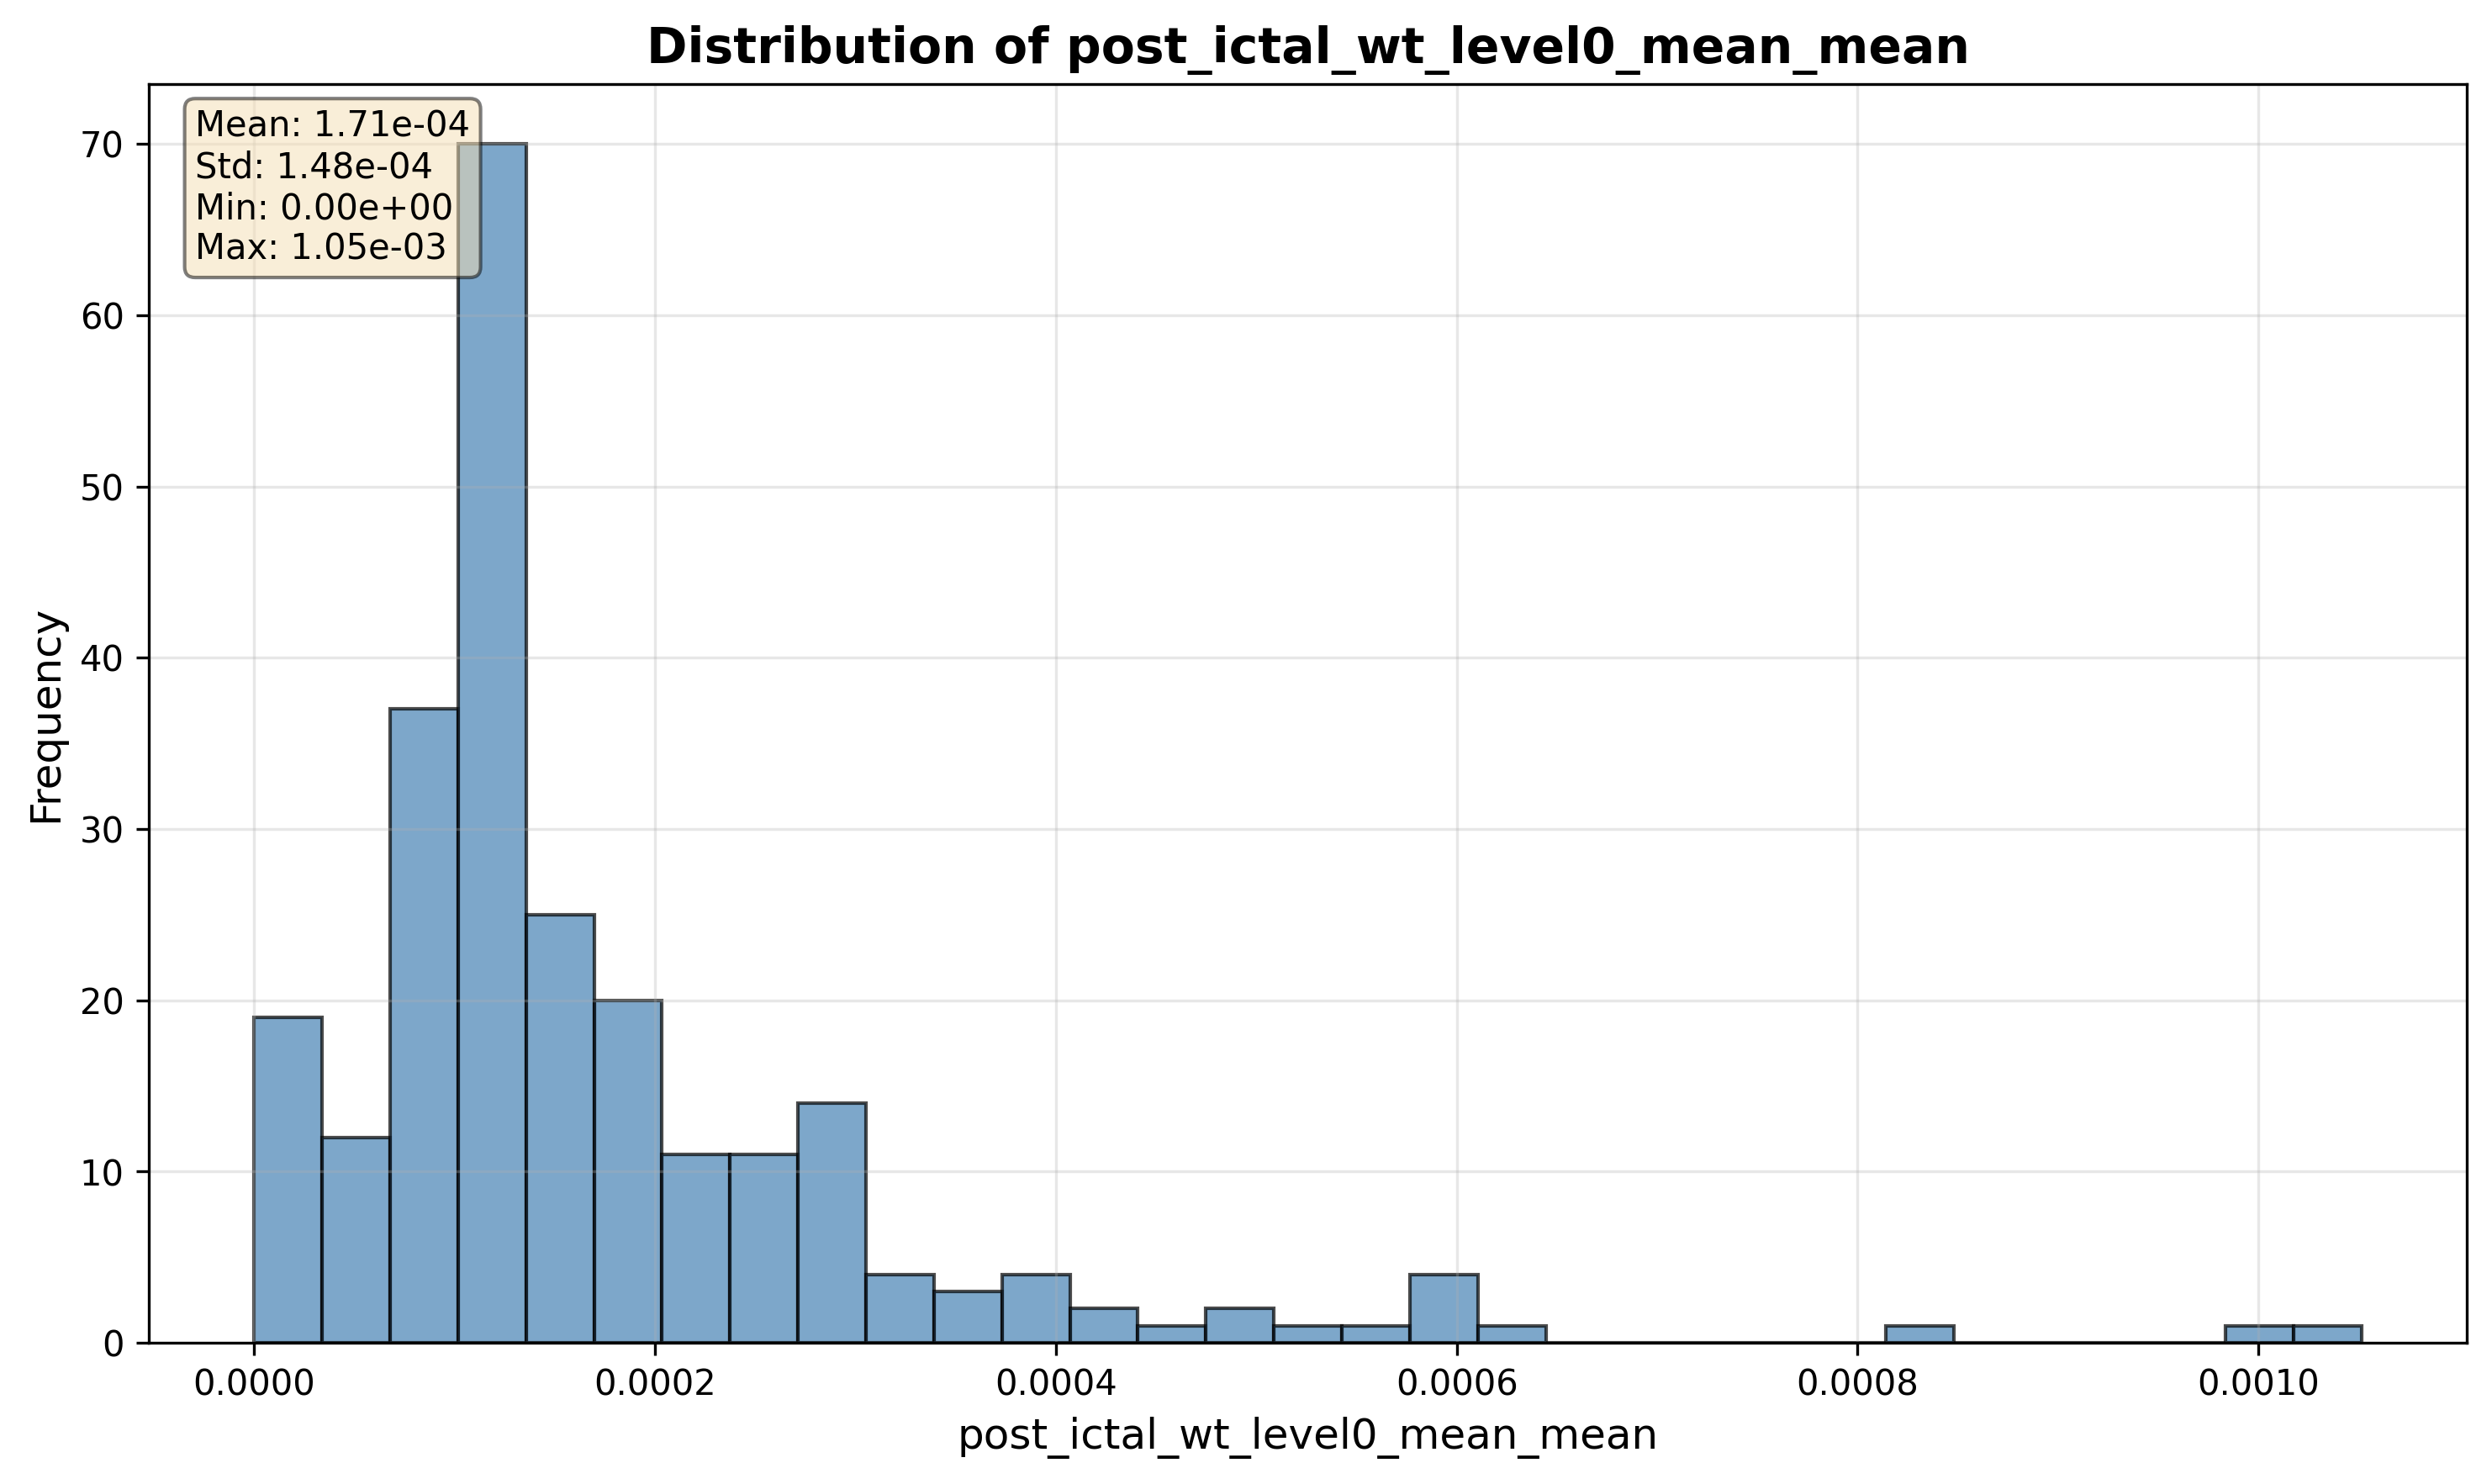 Distribution of post_ictal_wt_level0_mean_mean
Mean: 1.71e-04
Std: 1.48e-04
Min: 0.00e+00
Max: 1.05e-03
Frequency
70
60
50
40
30
20
10
0
0.0000 0.0002 0.0004 0.0006 0.0008 0.0010
post_ictal_wt_level0_mean_mean